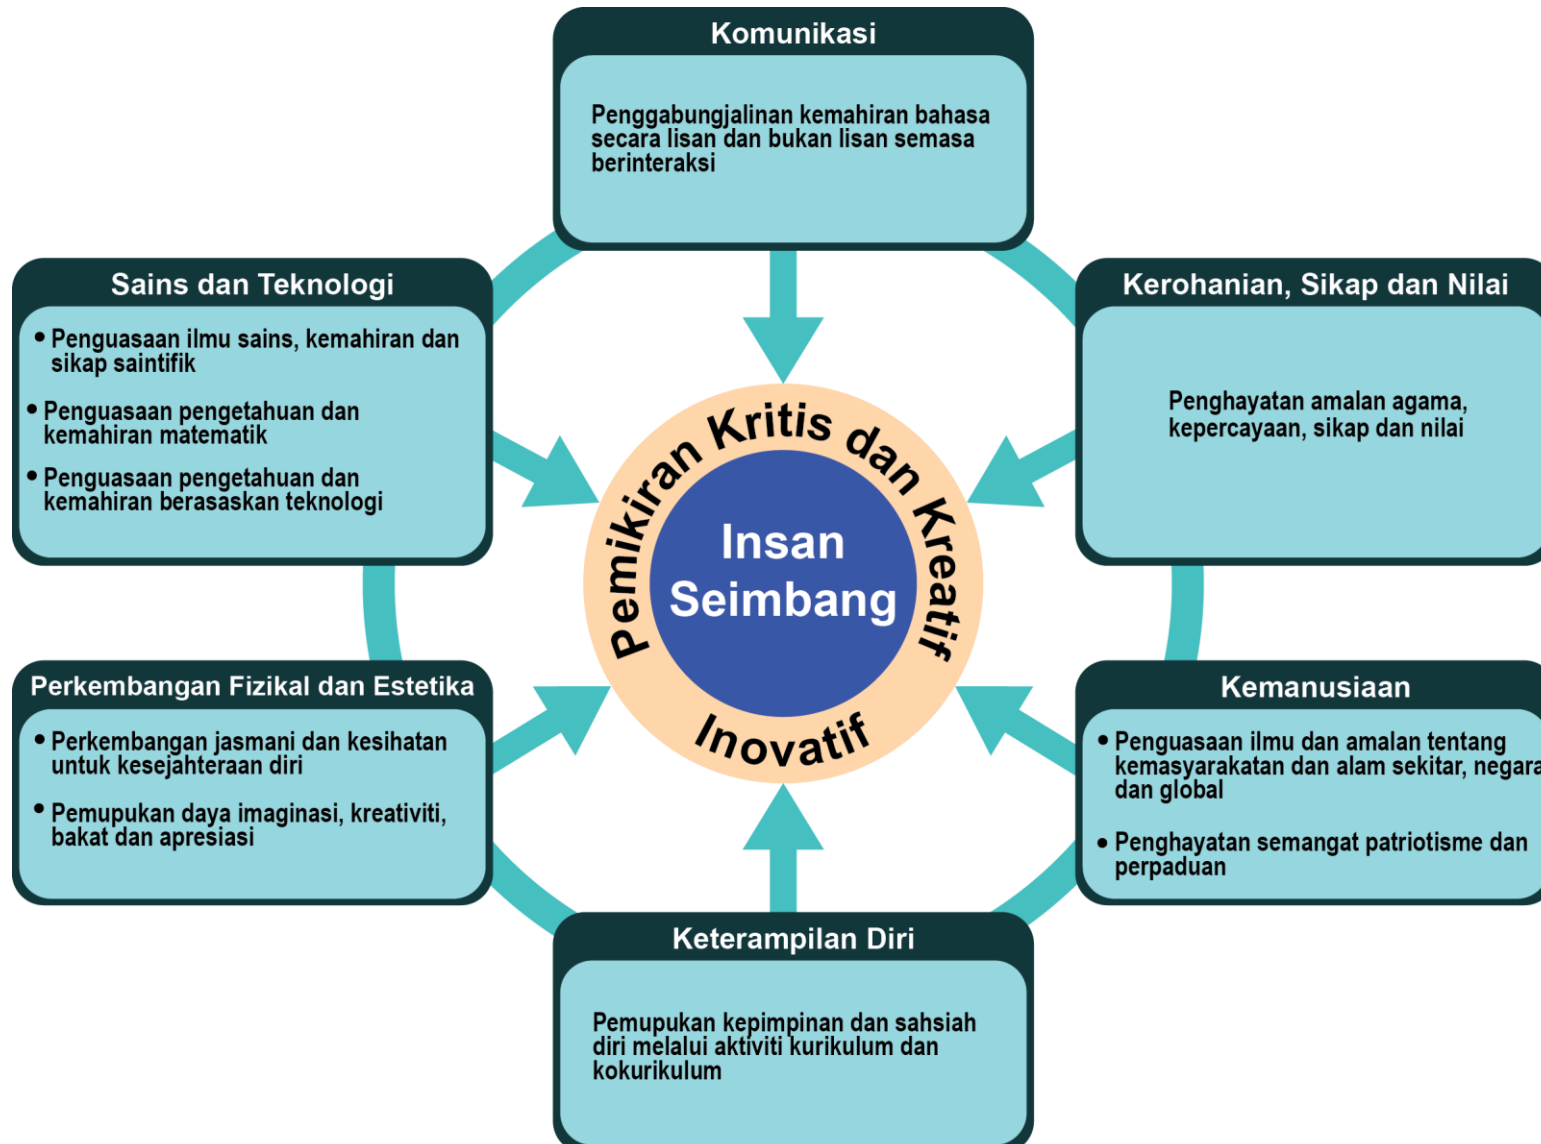 Komunikasi
Penggabungjalinan kemahiran bahasa
secara lisan dan bukan lisan semasa
berinteraksi
Sains dan Teknologi
• Penguasaan ilmu sains, kemahiran dan
sikap saintifik
• Penguasaan pengetahuan dan
kemahiran matematik
• Penguasaan pengetahuan dan
kemahiran berasaskan teknologi
Kerohanian, Sikap dan Nilai
Penghayatan amalan agama,
kepercayaan, sikap dan nilai
Pemikiran Kritis dan Kreatif
Insan
Seimbang
Inovatif
Perkembangan Fizikal dan Estetika
• Perkembangan jasmani dan kesihatan
untuk kesejahteraan diri
• Pemupukan daya imaginasi, kreativiti,
bakat dan apresiasi
Kemanusiaan
• Penguasaan ilmu dan amalan tentang
kemasyarakatan dan alam sekitar, negara
dan global
• Penghayatan semangat patriotisme dan
perpaduan
Keterampilan Diri
Pemupukan kepimpinan dan sahsiah
diri melalui aktiviti kurikulum dan
kokurikulum